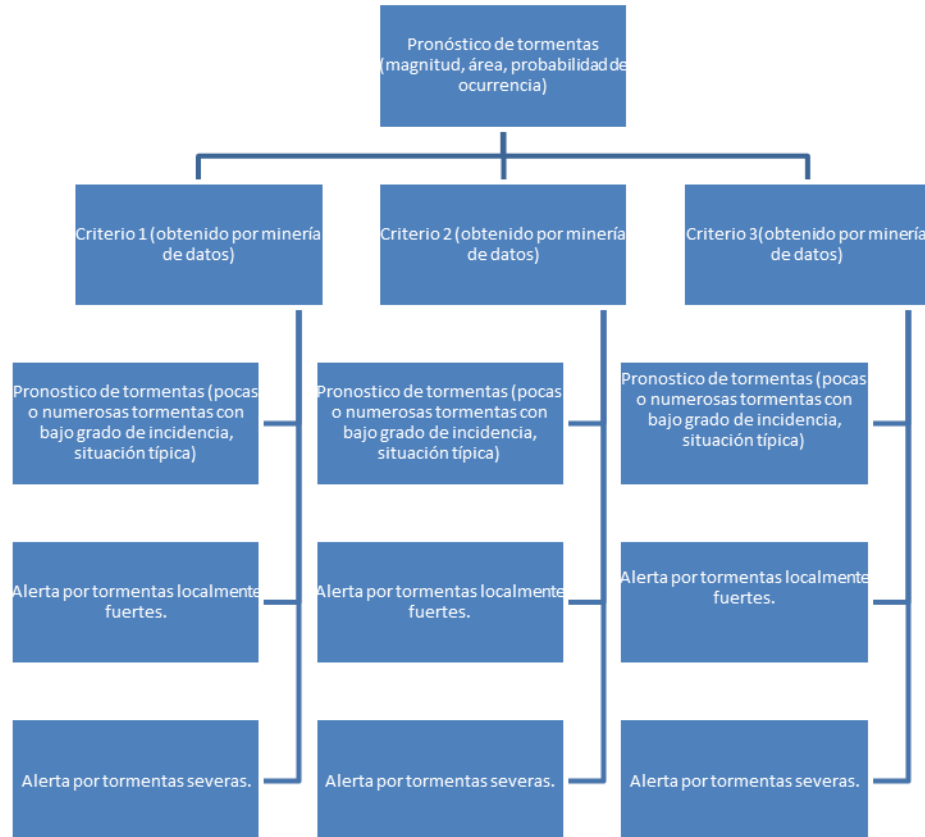 Pronóstico de tormentas
(magnitud, área, probabilidad de
ocurrencia)
Criterio 1 (obtenido por minería
de datos)
Criterio 2 (obtenido por minería
de datos)
Criterio 3(obtenido por minería
de datos)
Pronostico de tormentas (pocas
o numerosas tormentas con
bajo grado de incidencia,
situación típica)
Pronostico de tormentas (pocas
o numerosas tormentas con
bajo grado de incidencia,
situación típica)
Pronostico de tormentas (pocas
o numerosas tormentas con
bajo grado de incidencia,
situación típica)
Alerta por tormentas localmente
fuertes.
Alerta por tormentas localmente
fuertes.
Alerta por tormentas localmente
fuertes.
Alerta por tormentas severas.
Alerta por tormentas severas.
Alerta por tormentas severas.